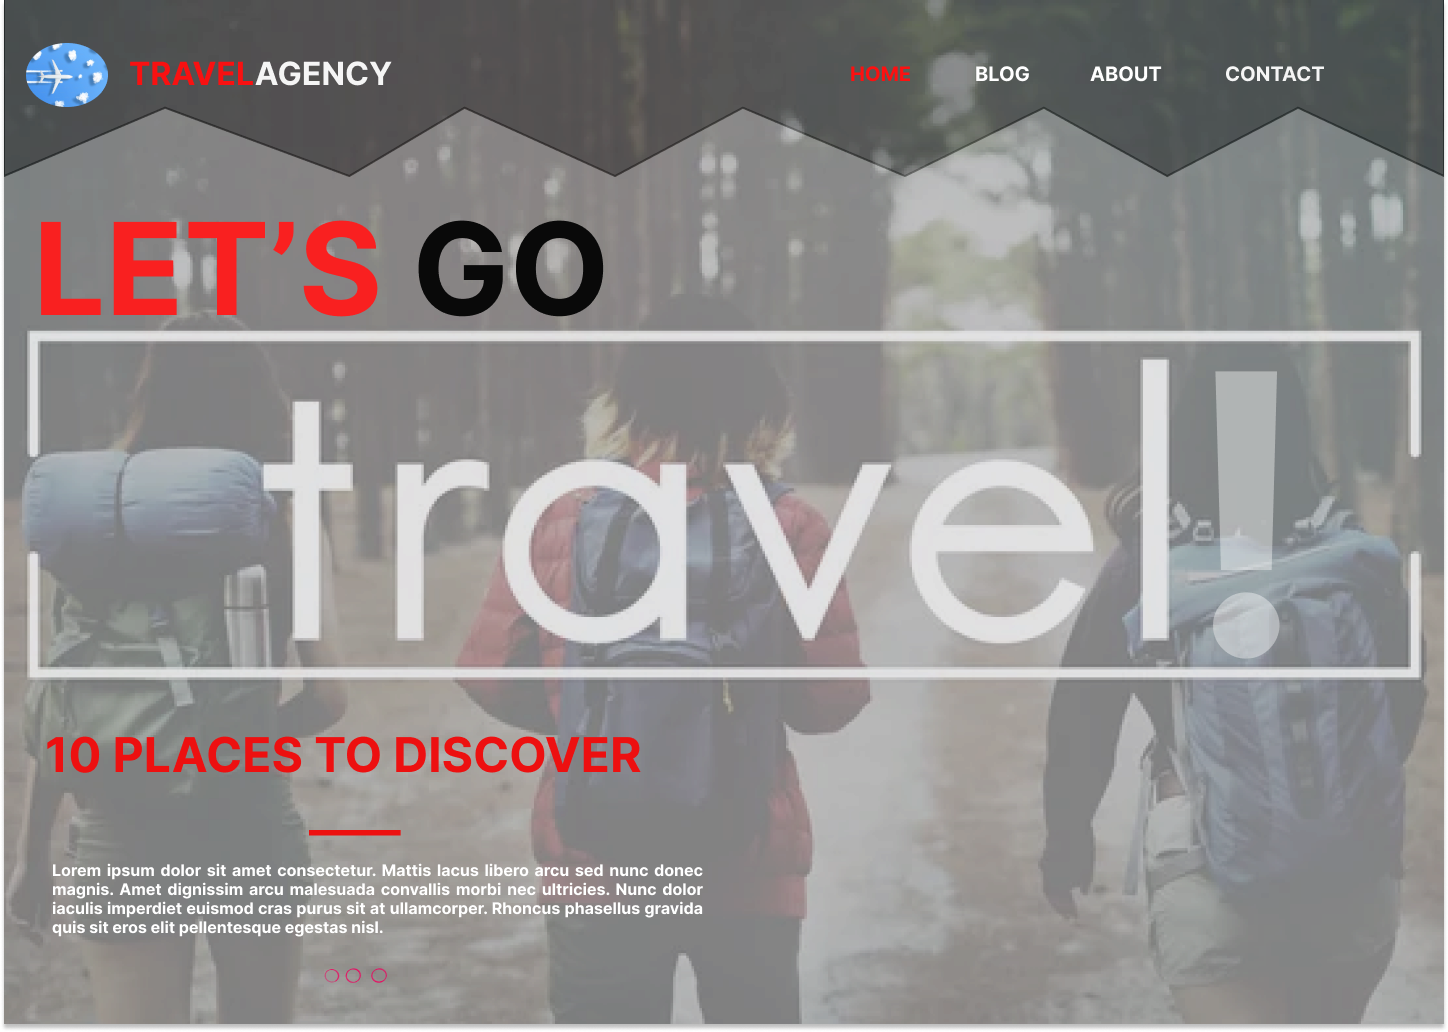 TRAVELAGENCY
HOME BLOG ABOUT CONTACT
LET’S GO
travel!
10 PLACES TO DISCOVER
Lorem ipsum dolor sit amet consectetur. Mattis lacus libero arcu sed nunc donec
magnis. Amet dignissim arcu malesuada convallis morbi nec ultricies. Nunc dolor
iaculis imperdiet euismod cras purus sit at ullamcorper. Rhoncus phasellus gravida
quis sit eros elit pellentesque egestas nisl.